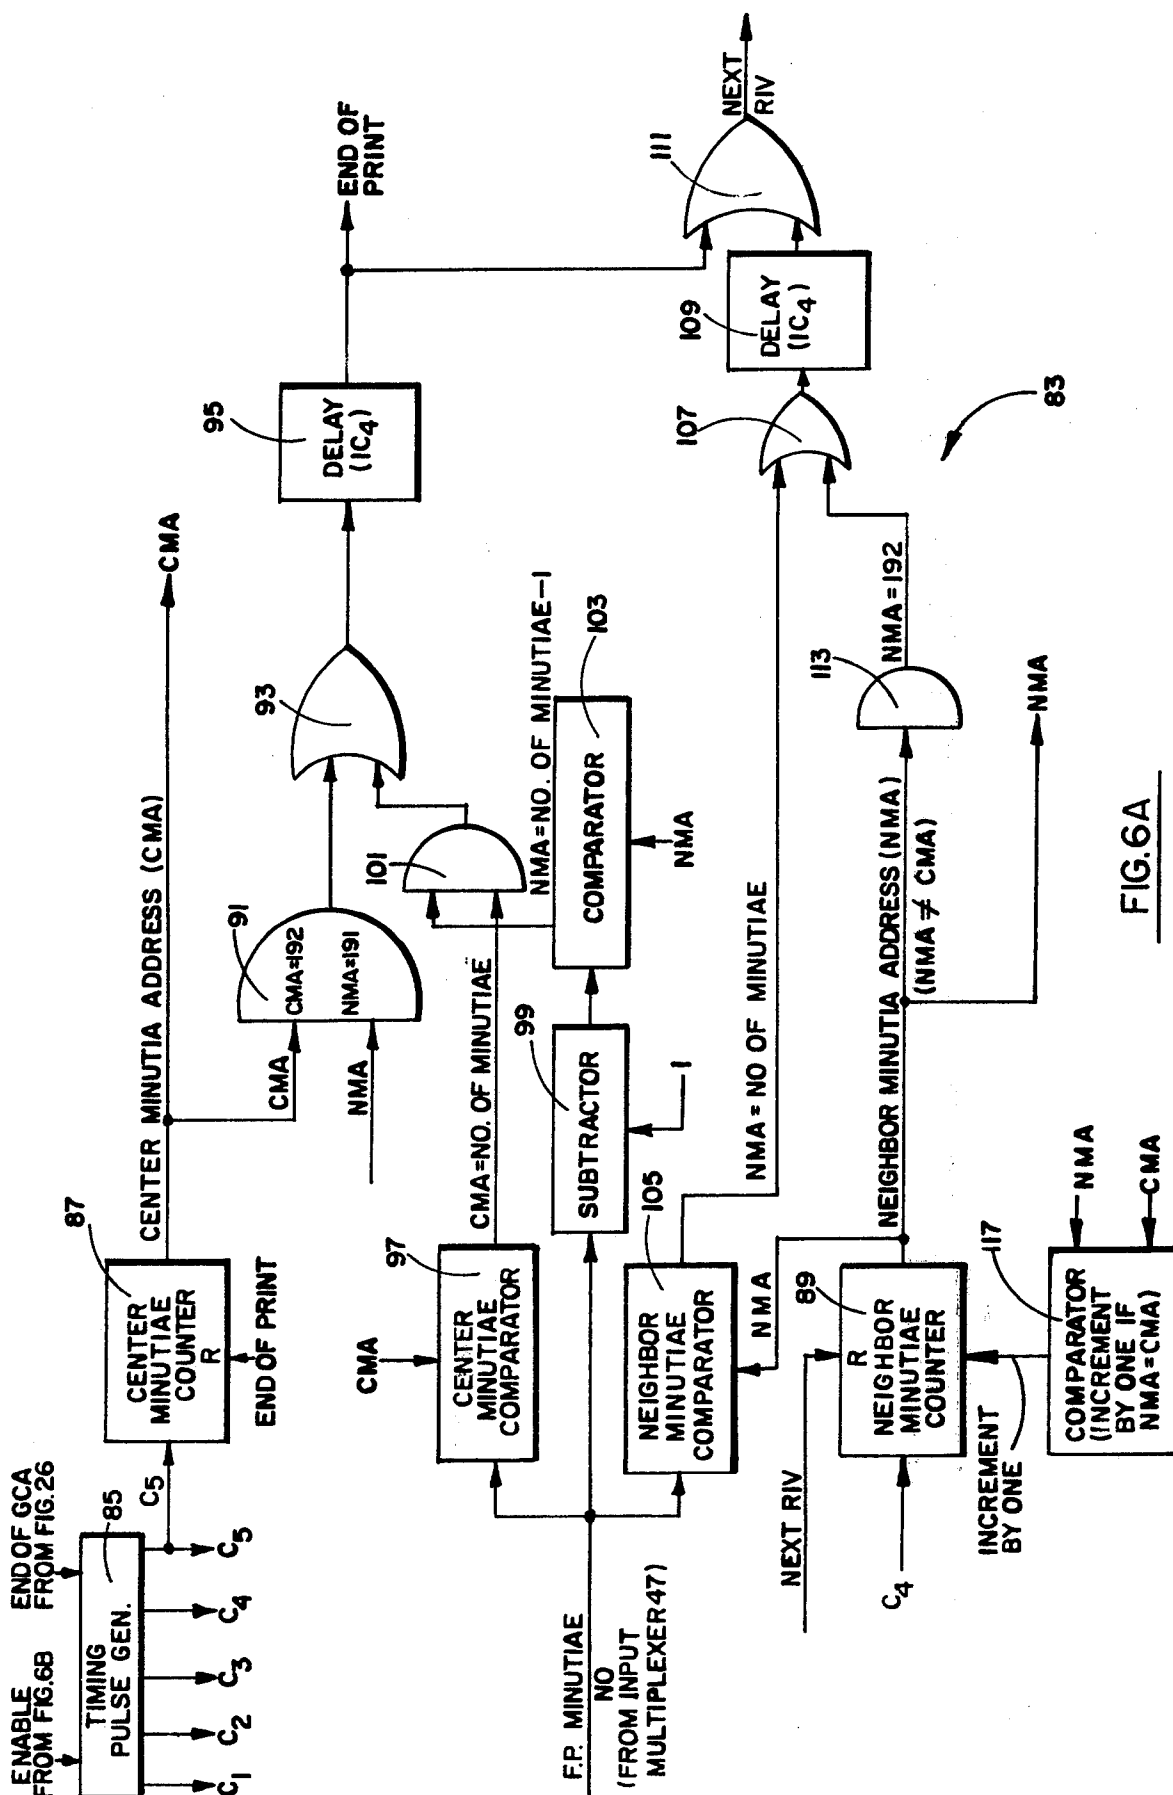 ENABLE
FROM FIG.6B
END OF GCA
FROM FIG.26
TIMING
PULSE GEN.
85
C1
C2
C3
C4
C5
C5
87
CENTER
MINUTIAE
COUNTER
R
END OF PRINT
CENTER MINUTIA ADDRESS (CMA)
CMA
CMA
NMA
91
CMA=192
NMA=191
93
95
DELAY
(1C4)
END OF
PRINT
CMA
97
CENTER
MINUTIAE
COMPARATOR
CMA=NO. OF MINUTIAE
101
NMA=NO. OF MINUTIAE-1
99
SUBTRACTOR
1
103
COMPARATOR
NMA
F.P. MINUTIAE
NO
(FROM INPUT
MULTIPLEXER47)
105
NEIGHBOR
MINUTIAE
COMPARATOR
NMA
NMA=NO OF MINUTIAE
107
109
DELAY
(1C4)
111
NEXT
RIV
NEXT RIV
89
R
NEIGHBOR
MINUTIAE
COUNTER
C4
NEIGHBOR MINUTIA ADDRESS (NMA)
(NMA ≠ CMA)
113
NMA=192
NMA
INCREMENT
BY ONE
117
COMPARATOR
(INCREMENT
BY ONE IF
NMA=CMA)
NMA
CMA
83
FIG.6A